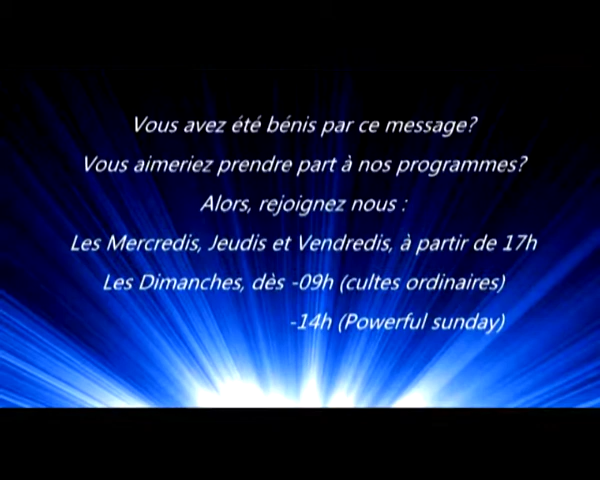 Vous avez été bénis par ce message?
Vous aimeriez prendre part à nos programmes?
Alors, rejoignez nous :
Les Mercredis, Jeudis et Vendredis, à partir de 17h
Les Dimanches, dès -09h (cultes ordinaires)
-14h (Powerful sunday)